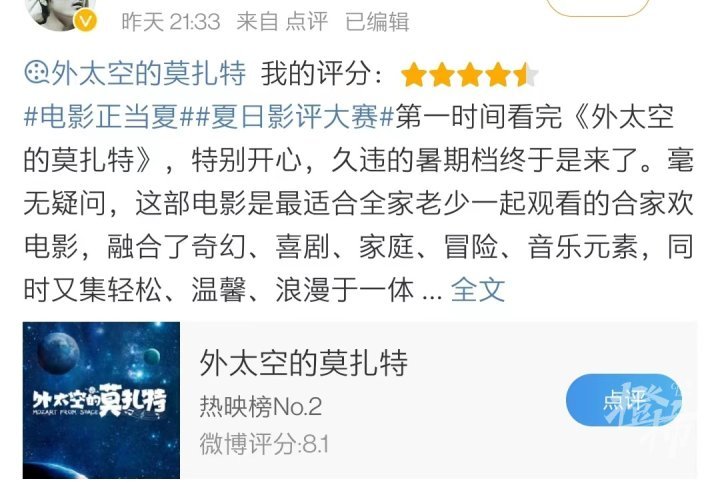 昨天 21:33 来自 点评 已编辑
外太空的莫扎特 我的评分：
#电影正当夏##夏日影评大赛#第一时间看完《外太空
的莫扎特》，特别开心，久违的暑期档终于是来了。毫
无疑问，这部电影是最适合全家老少一起观看的合家欢
电影，融合了奇幻、喜剧、家庭、冒险、音乐元素，同
时又集轻松、温馨、浪漫于一体 ... 全文
外太空的莫扎特
MOZART FROM SPACE
外太空的莫扎特
热映榜No.2
微博评分:8.1
点评
橙柿